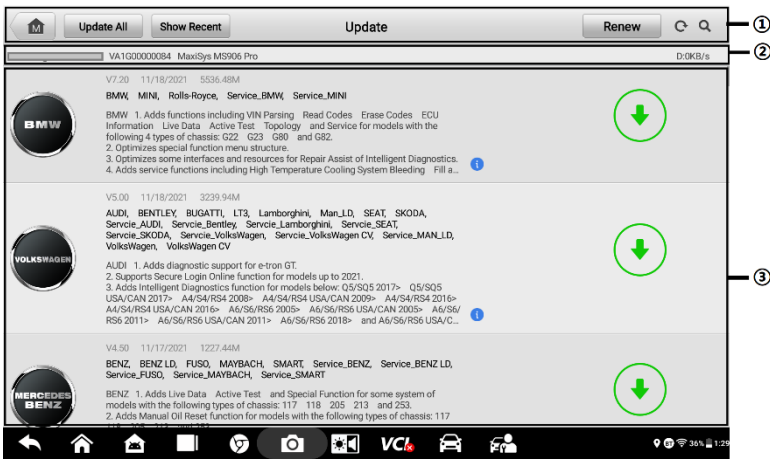 Update All Show Recent Update Renew ①
VA1G00000084 MaxiSys MS906 Pro D:0KB/s ②
V7.20 11/18/2021 5536.48M
BMW, MINI, Rolls-Royce, Service_BMW, Service_MINI
BMW 1. Adds functions including VIN Parsing Read Codes Erase Codes ECU
Information Live Data Active Test Topology and Service for models with the
following 4 types of chassis: G22 G23 G80 and G82.
2. Optimizes special function menu structure.
3. Optimizes some interfaces and resources for Repair Assist of Intelligent Diagnostics.
4. Adds service functions including High Temperature Cooling System Bleeding Fill a...
BMW
V5.00 11/18/2021 3239.94M
AUDI, BENTLEY, BUGATTI, LT3, Lamborghini, Man_LD, SEAT, SKODA,
Servcie_AUDI, Servcie_Bentley, Servcie_Lamborghini, Servcie_SEAT,
Servcie_SKODA, Servcie_VolksWagen, Servcie_VolksWagen CV, Service_MAN_LD,
VolksWagen, VolksWagen CV
VOLKSWAGEN
AUDI 1. Adds diagnostic support for e-tron GT.
2. Supports Secure Login Online function for models up to 2021.
3. Adds Intelligent Diagnostics function for models below: Q5/SQ5 2017> Q5/SQ5
USA/CAN 2017> A4/S4/RS4 2008> A4/S4/RS4 USA/CAN 2009> A4/S4/RS4 2016>
A4/S4/RS4 USA/CAN 2016> A6/S6/RS6 2005> A6/S6/RS6 USA/CAN 2005> A6/S6/
RS6 2011> A6/S6/RS6 USA/CAN 2011> A6/S6/RS6 2018> and A6/S6/RS6 USA/C...
③
V4.50 11/17/2021 1227.44M
BENZ, BENZ LD, FUSO, MAYBACH, SMART, Service_BENZ, Service_BENZ LD,
Service_FUSO, Service_MAYBACH, Service_SMART
MERCEDES
BENZ
BENZ 1. Adds Live Data Active Test and Special Function for some system of
models with the following types of chassis: 117 118 205 213 and 253.
2. Adds Manual Oil Reset function for models with the following types of chassis: 117
VCI 36% 1:29